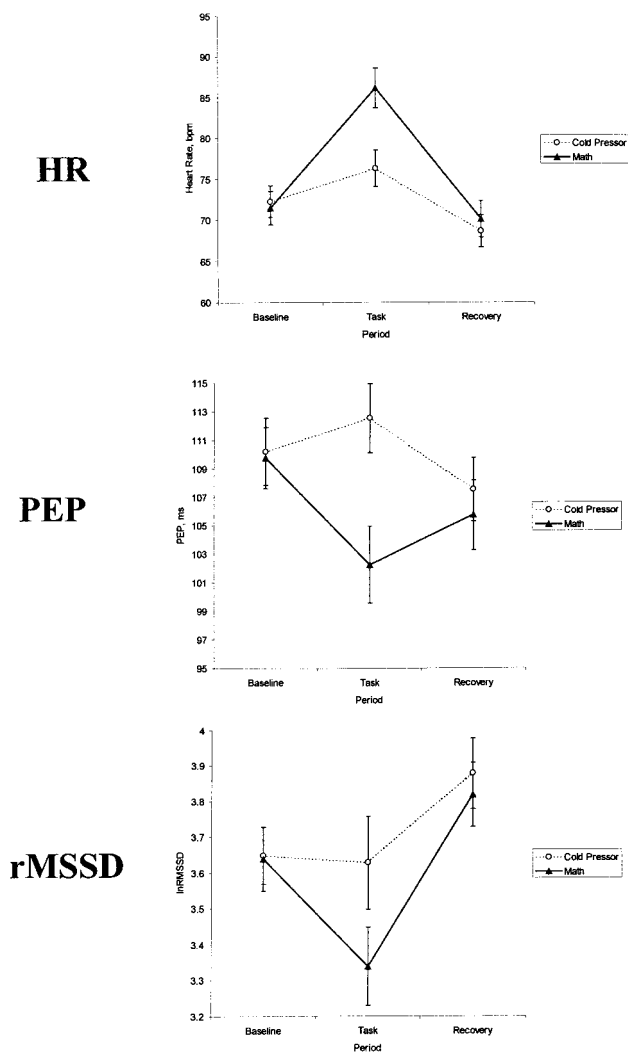 HR
Heart Rate, bpm
95
90
85
80
75
70
65
60
Baseline Task Recovery
Period
Cold Pressor
Math
PEP
PEP, ms
115
113
111
109
107
105
103
101
99
97
95
Baseline Task Recovery
Period
Cold Pressor
Math
rMSSD
lnRMSSD
4
3.9
3.8
3.7
3.6
3.5
3.4
3.3
3.2
Baseline Task Recovery
Period
Cold Pressor
Math